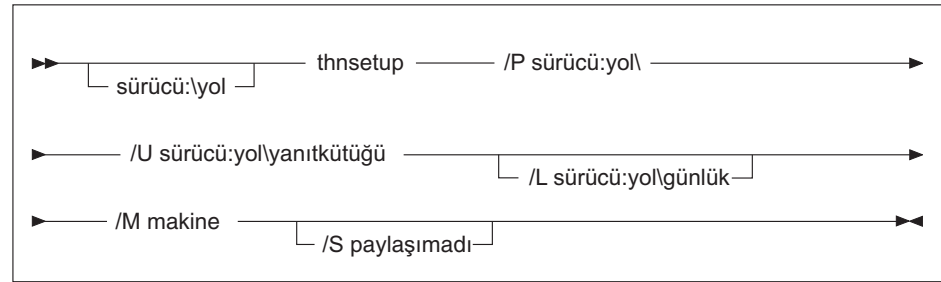 thnsetup /P sürücü:yol\
sürücü:\yol
/U sürücü:yol\yanıtkütüğü
/L sürücü:yol\günlük
/M makine
/S paylaşımadı